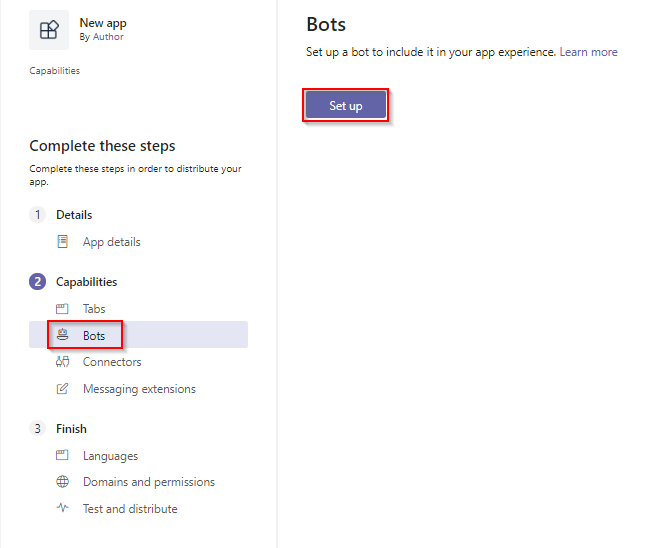 New app
By Author
Capabilities
Complete these steps
Complete these steps in order to distribute your
app.
1 Details
App details
2 Capabilities
Tabs
Bots
Connectors
Messaging extensions
3 Finish
Languages
Domains and permissions
Test and distribute
Bots
Set up a bot to include it in your app experience. Learn more
Set up